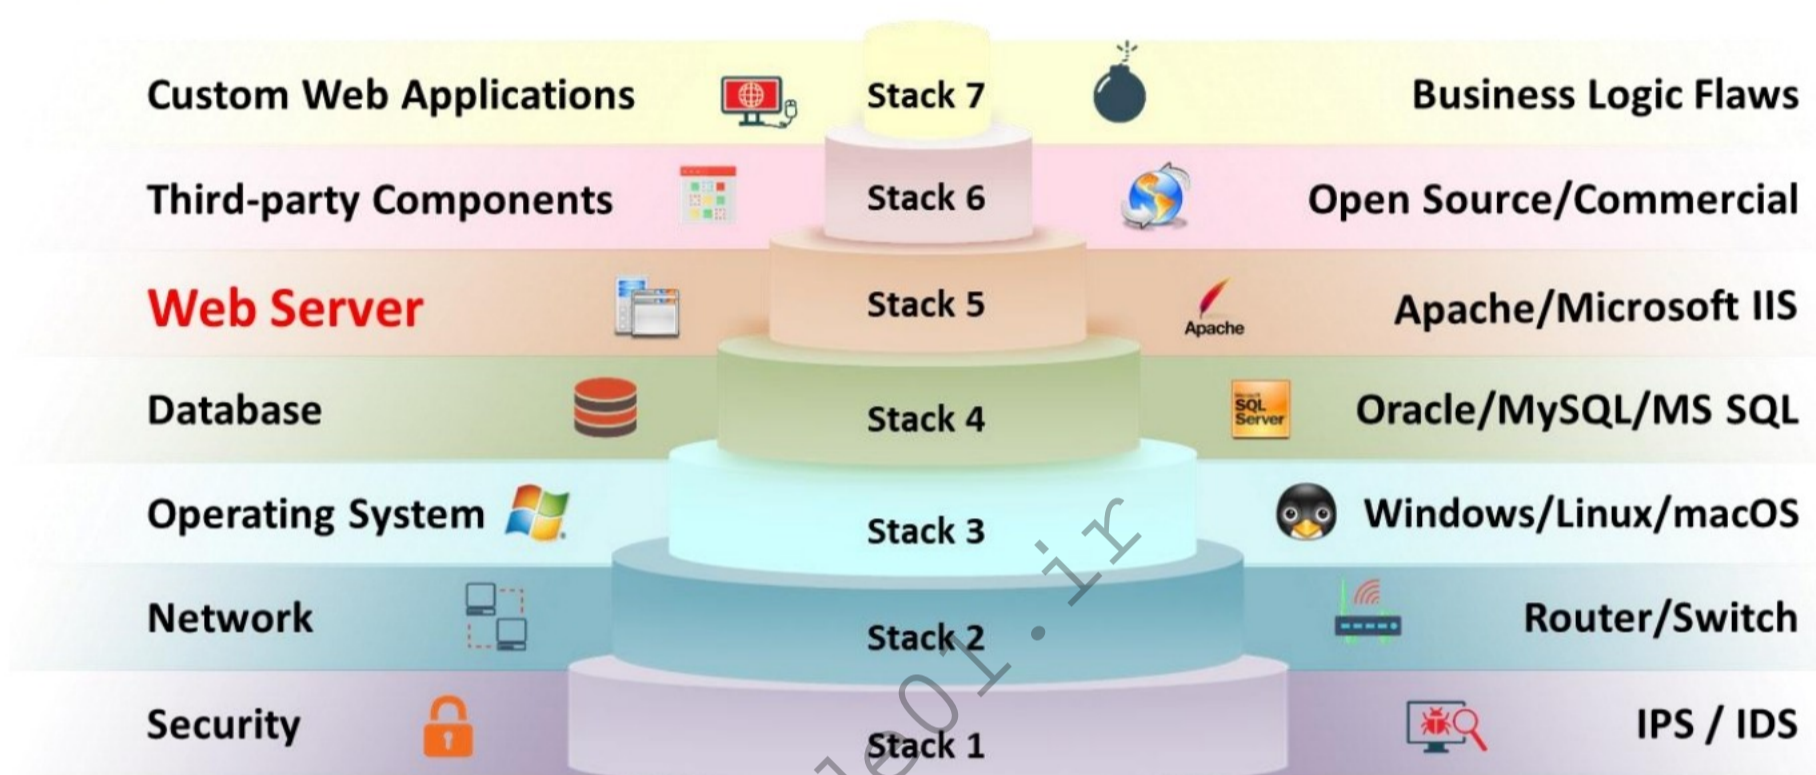 Custom Web Applications Stack 7 Business Logic Flaws
Third-party Components Stack 6 Open Source/Commercial
Web Server Stack 5 Apache Apache/Microsoft IIS
Database Stack 4 SQL Server Oracle/MySQL/MS SQL
Operating System Stack 3 Windows/Linux/macOS
Network Stack 2 Router/Switch
Security Stack 1 IPS / IDS